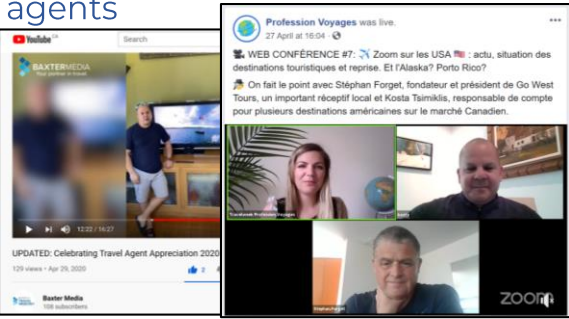 agents
YouTube CA
Search
BAXTERMEDIA
Your partner in travel
12:22 / 14:27
UPDATED: Celebrating Travel Agent Appreciation 2020
129 views • Apr 29, 2020
2
Baxter Media
108 subscribers
Profession Voyages was live.
27 April at 16:04
WEB CONFÉRENCE #7: Zoom sur les USA : actu, situation des
destinations touristiques et reprise. Et l'Alaska? Porto Rico?
On fait le point avec Stéphan Forget, fondateur et président de Go West
Tours, un important réceptif local et Kosta Tsimiklis, responsable de compte
pour plusieurs destinations américaines sur le marché Canadien.
zoom